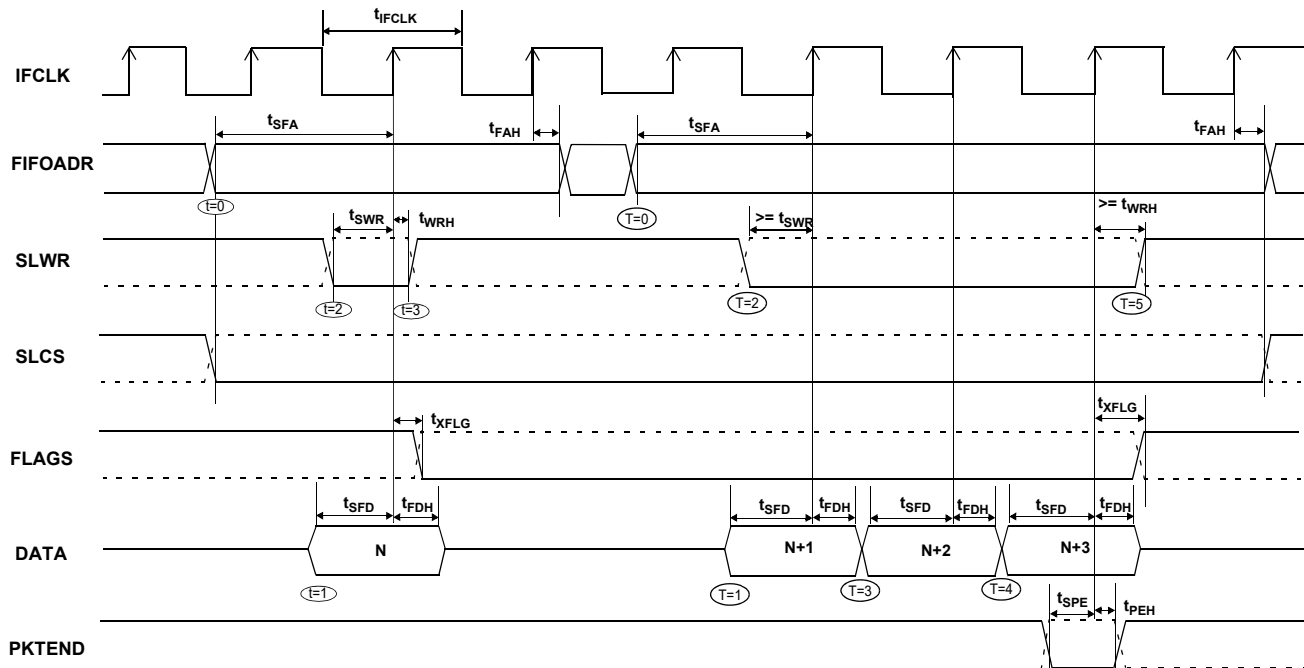 tIFCLK
IFCLK
tSFA
tFAH
tSFA
tFAH
FIFOADR
t=0
T=0
tSWR
tWRH
>= tSWR
>= tWRH
SLWR
t=2
t=3
T=2
T=5
SLCS
tXFLG
tXFLG
FLAGS
tSFD
tFDH
tSFD
tFDH
tSFD
tFDH
tSFD
tFDH
DATA
N
N+1
N+2
N+3
t=1
T=1
T=3
T=4
tSPE
tPEH
PKTEND